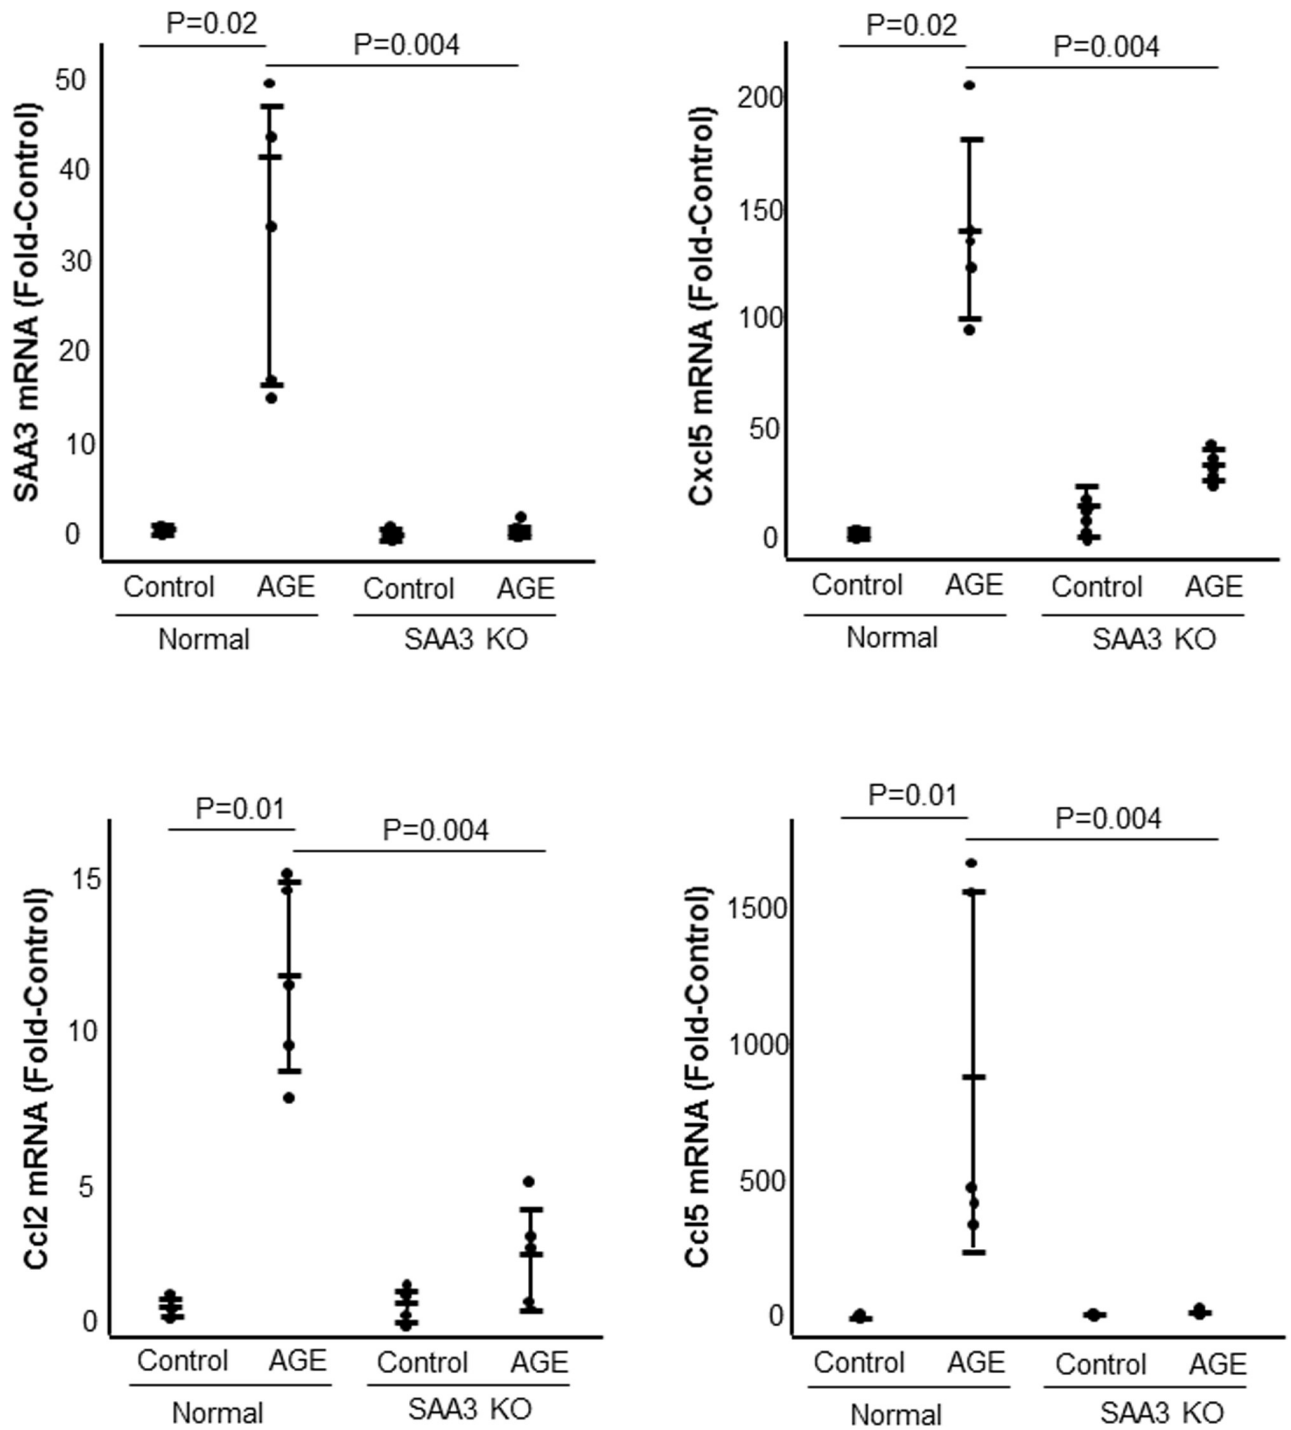 P=0.02
P=0.004
SAA3 mRNA (Fold-Control)
50
40
30
20
10
0
Control AGE Control AGE
Normal SAA3 KO
P=0.02
P=0.004
Cxcl5 mRNA (Fold-Control)
200
150
100
50
0
Control AGE Control AGE
Normal SAA3 KO
P=0.01
P=0.004
Ccl2 mRNA (Fold-Control)
15
10
5
0
Control AGE Control AGE
Normal SAA3 KO
P=0.01
P=0.004
Ccl5 mRNA (Fold-Control)
1500
1000
500
0
Control AGE Control AGE
Normal SAA3 KO